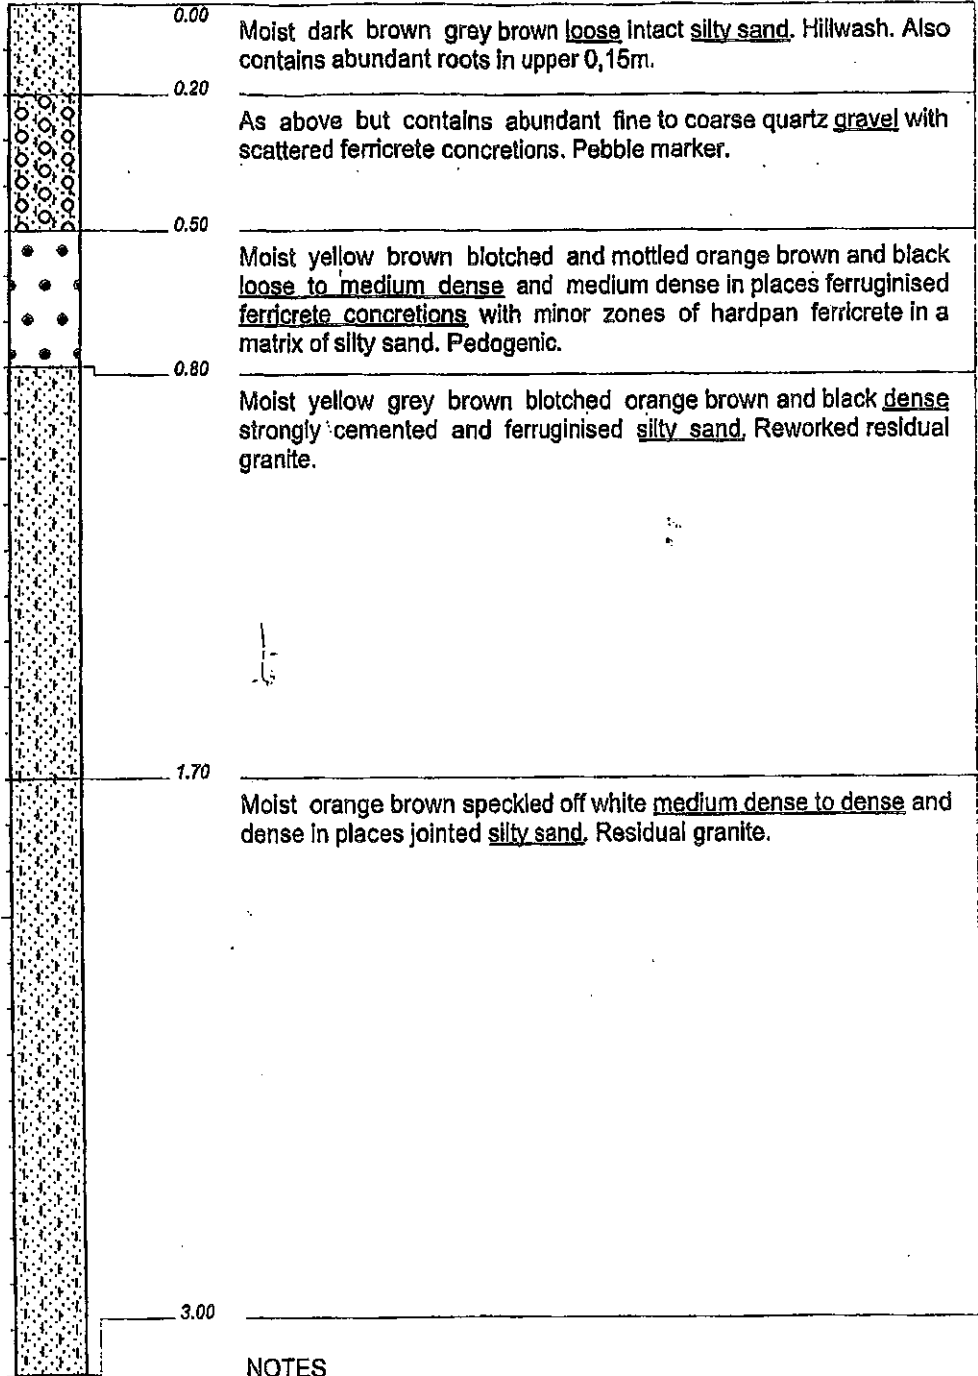 0.00
Moist dark brown grey brown loose intact silty sand. Hillwash. Also
contains abundant roots in upper 0,15m.
0.20
As above but contains abundant fine to coarse quartz gravel with
scattered ferricrete concretions. Pebble marker.
0.50
Moist yellow brown blotched and mottled orange brown and black
loose to medium dense and medium dense in places ferruginised
ferricrete concretions with minor zones of hardpan ferricrete in a
matrix of silty sand. Pedogenic.
0.80
Moist yellow grey brown blotched orange brown and black dense
strongly cemented and ferruginised silty sand. Reworked residual
granite.
1.70
Moist orange brown speckled off white medium dense to dense and
dense in places jointed silty sand. Residual granite.
3.00
NOTES